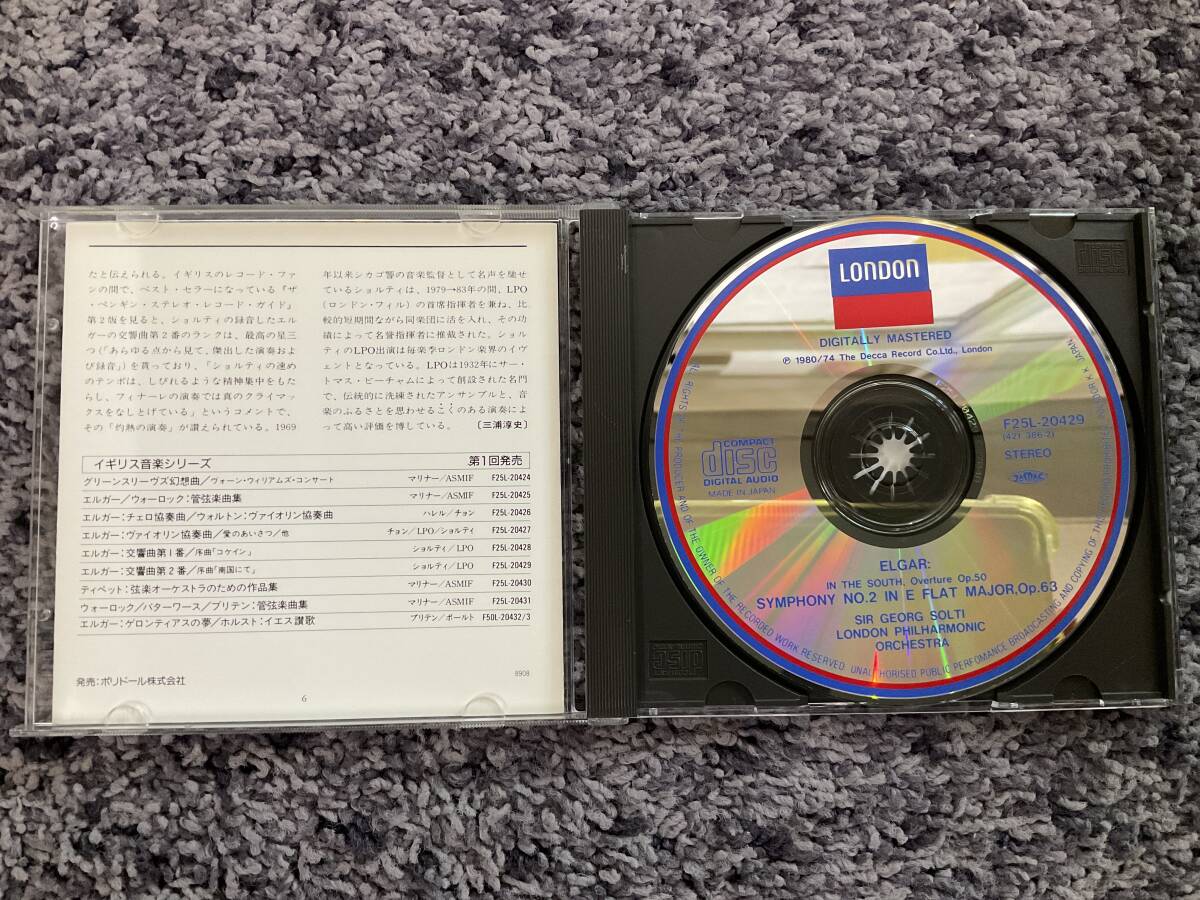 たと伝えられる。イギリスのレコード・ファ
ンの間で、ベスト・セラーになっている『ザ
・ペンギン・ステレオ・レコード・ガイド』
第2版を見ると、ショルティの録音したエル
ガーの交響曲第2番のランクは、最高の星三
つ(「あらゆる点から見て、傑出した演奏およ
び録音」)を貰っており、「ショルティの速め
のテンポは、しびれるような精神集中をもた
らし、フィナーレの演奏では真のクライマッ
クスをなしとげている」というコメントで、
その「灼熱の演奏」が讃えられている。1969
年以来シカゴ響の音楽監督として名声を馳せ
ているショルティは、1979→83年の間、LPO
(ロンドン・フィル)の首席指揮者を兼ね、比
較的短期間ながら同楽団に活を入れ、その功
績によって名誉指揮者に推戴された。ショル
ティのLPO出演は毎楽季ロンドン楽界のイヴ
ェントとなっている。LPOは1932年にサー・
トマス・ビーチャムによって創設された名門
で、伝統的に洗練されたアンサンブルと、音
楽のふるさとを思わせるこくのある演奏によ
って高い評価を博している。〔三浦淳史〕
イギリス音楽シリーズ 第1回発売
グリーンスリーヴズ幻想曲/ヴォーン・ウィリアムズ・コンサート マリナー/ASMIF F25L-20424
エルガー/ウォーロック:管弦楽曲集 マリナー/ASMIF F25L-20425
エルガー:チェロ協奏曲/ウォルトン:ヴァイオリン協奏曲 ハレル/チョン F25L-20426
エルガー:ヴァイオリン協奏曲/愛のあいさつ/他 チョン/LPO/ショルティ F25L-20427
エルガー:交響曲第1番/序曲「コケイン」 ショルティ/LPO F25L-20428
エルガー:交響曲第2番/序曲「南国にて」 ショルティ/LPO F25L-20429
ティペット:弦楽オーケストラのための作品集 マリナー/ASMIF F25L-20430
ウォーロック/バターワース/ブリテン:管弦楽曲集 マリナー/ASMIF F25L-20431
エルガー:ゲロンティアスの夢/ホルスト:イエス讃歌 ブリテン/ボールト F50L-20432/3
発売:ポリドール株式会社 8908
6
LONDON
DIGITALLY MASTERED
℗ 1980/74 The Decca Record Co.Ltd., London
F25L-20429
(421 386-2)
STEREO
COMPACT
disc
DIGITAL AUDIO
MADE IN JAPAN
ELGAR:
IN THE SOUTH, Overture Op.50
SYMPHONY NO.2 IN E FLAT MAJOR,Op.63
SIR GEORG SOLTI
LONDON PHILHARMONIC
ORCHESTRA
ALL RIGHTS OF THE PRODUCER AND OF THE OWNER OF THE RECORDED WORK RESERVED. UNAUTHORISED PUBLIC PERFOMANCE BROADCASTING AND COPYING OF THIS
disc
disc